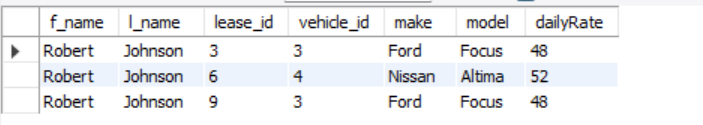 f_name l_name lease_id vehicle_id make model dailyRate
Robert Johnson 3 3 Ford Focus 48
Robert Johnson 6 4 Nissan Altima 52
Robert Johnson 9 3 Ford Focus 48